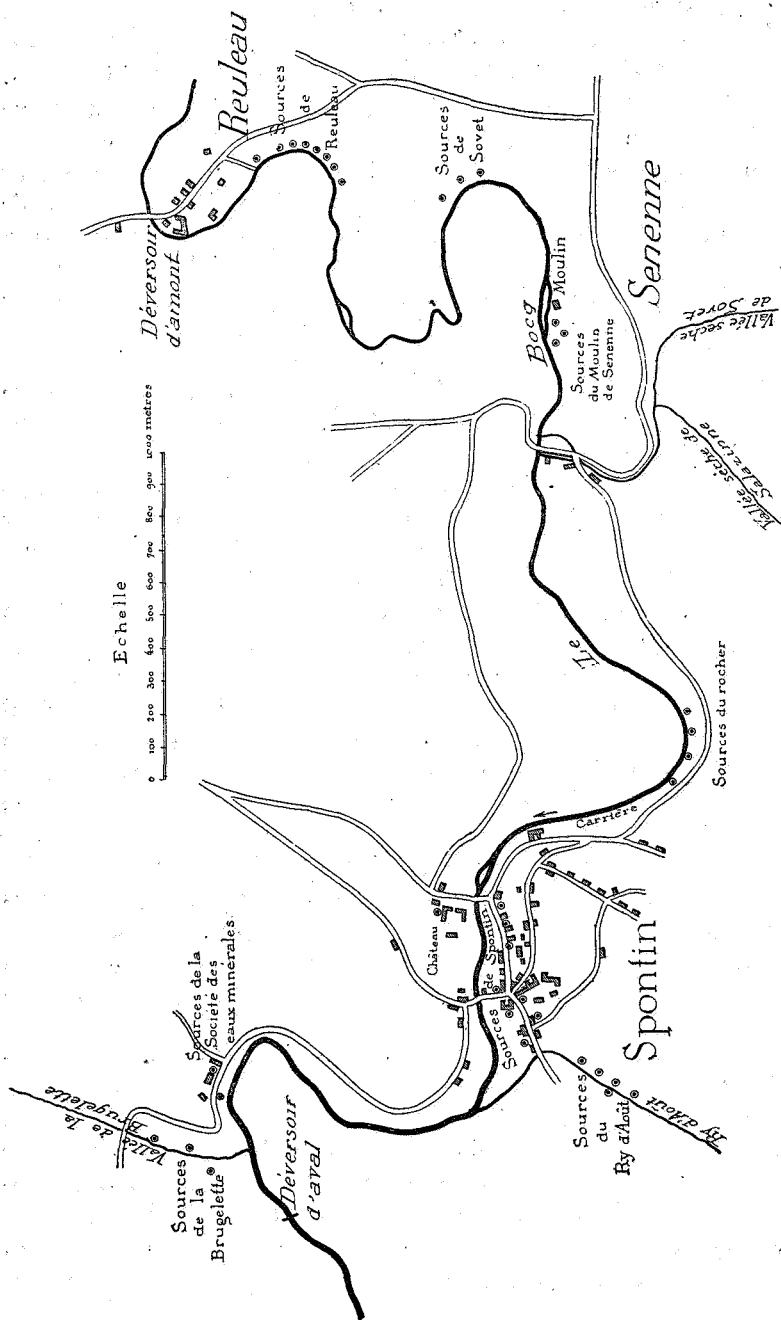 Echelle
0 100 200 300 400 500 600 700 800 900 1000 mètres
Sources de la
Société des
eaux minérales
Vallée de la
Brugelette
Sources
de la
Brugelette
Déversoir
d'aval
Château
Sources
de Spontin
Spontin
Sources
du
Ry d'Août
Ry d'Août
Carrière
Sources du rocher
Le
Bocq
Moulin
Sources
du Moulin
de Senenne
Senenne
Vallée sèche de
Salazinne
Vallée sèche
de Sovet
Sources
de
Sovet
Sources
de
Reuleau
Reuleau
Déversoir
d'amont